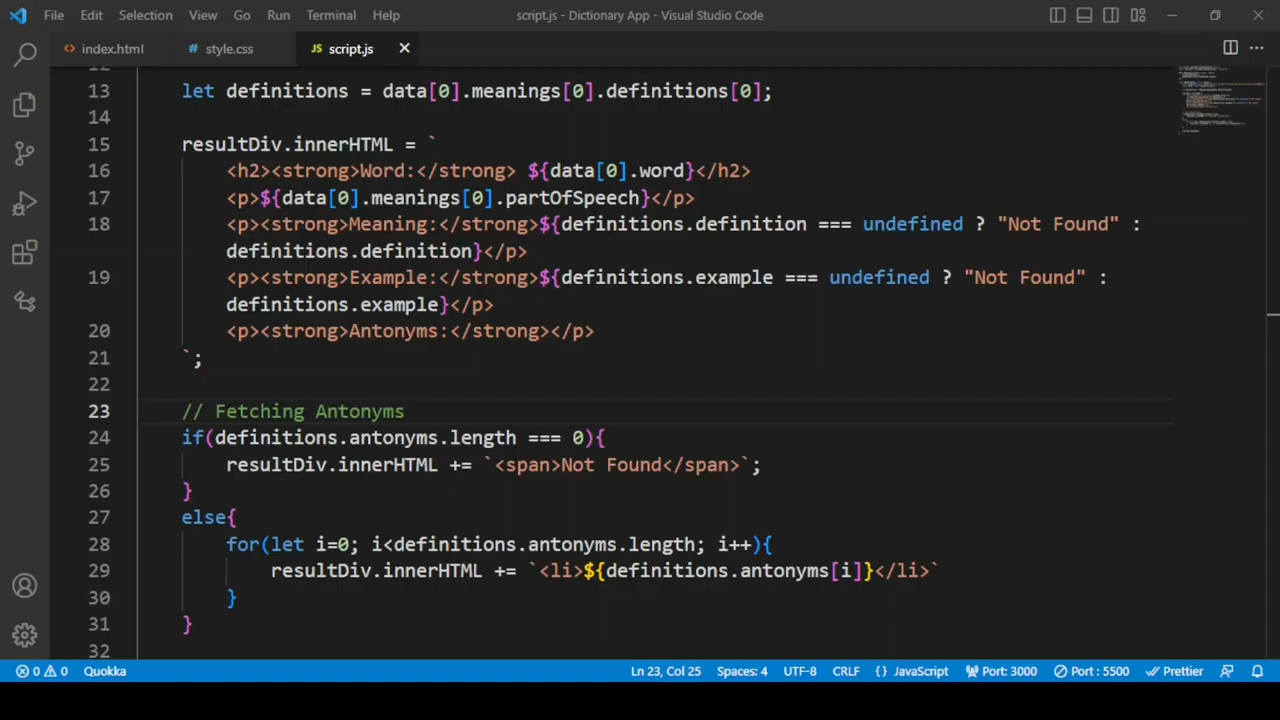 File Edit Selection View Go Run Terminal Help script.js - Dictionary App - Visual Studio Code
<> index.html # style.css JS script.js
12
13 let definitions = data[0].meanings[0].definitions[0];
14
15 resultDiv.innerHTML = `
16 <h2><strong>Word:</strong> ${data[0].word}</h2>
17 <p>${data[0].meanings[0].partOfSpeech}</p>
18 <p><strong>Meaning:</strong>${definitions.definition === undefined ? "Not Found" :
definitions.definition}</p>
19 <p><strong>Example:</strong>${definitions.example === undefined ? "Not Found" :
definitions.example}</p>
20 <p><strong>Antonyms:</strong></p>
21 `;
22
23 // Fetching Antonyms
24 if(definitions.antonyms.length === 0){
25 resultDiv.innerHTML += `<span>Not Found</span>`;
26 }
27 else{
28 for(let i=0; i<definitions.antonyms.length; i++){
29 resultDiv.innerHTML += `<li>${definitions.antonyms[i]}</li>`
30 }
31 }
32
0 0 Quokka Ln 23, Col 25 Spaces: 4 UTF-8 CRLF {} JavaScript Port: 3000 Port : 5500 Prettier